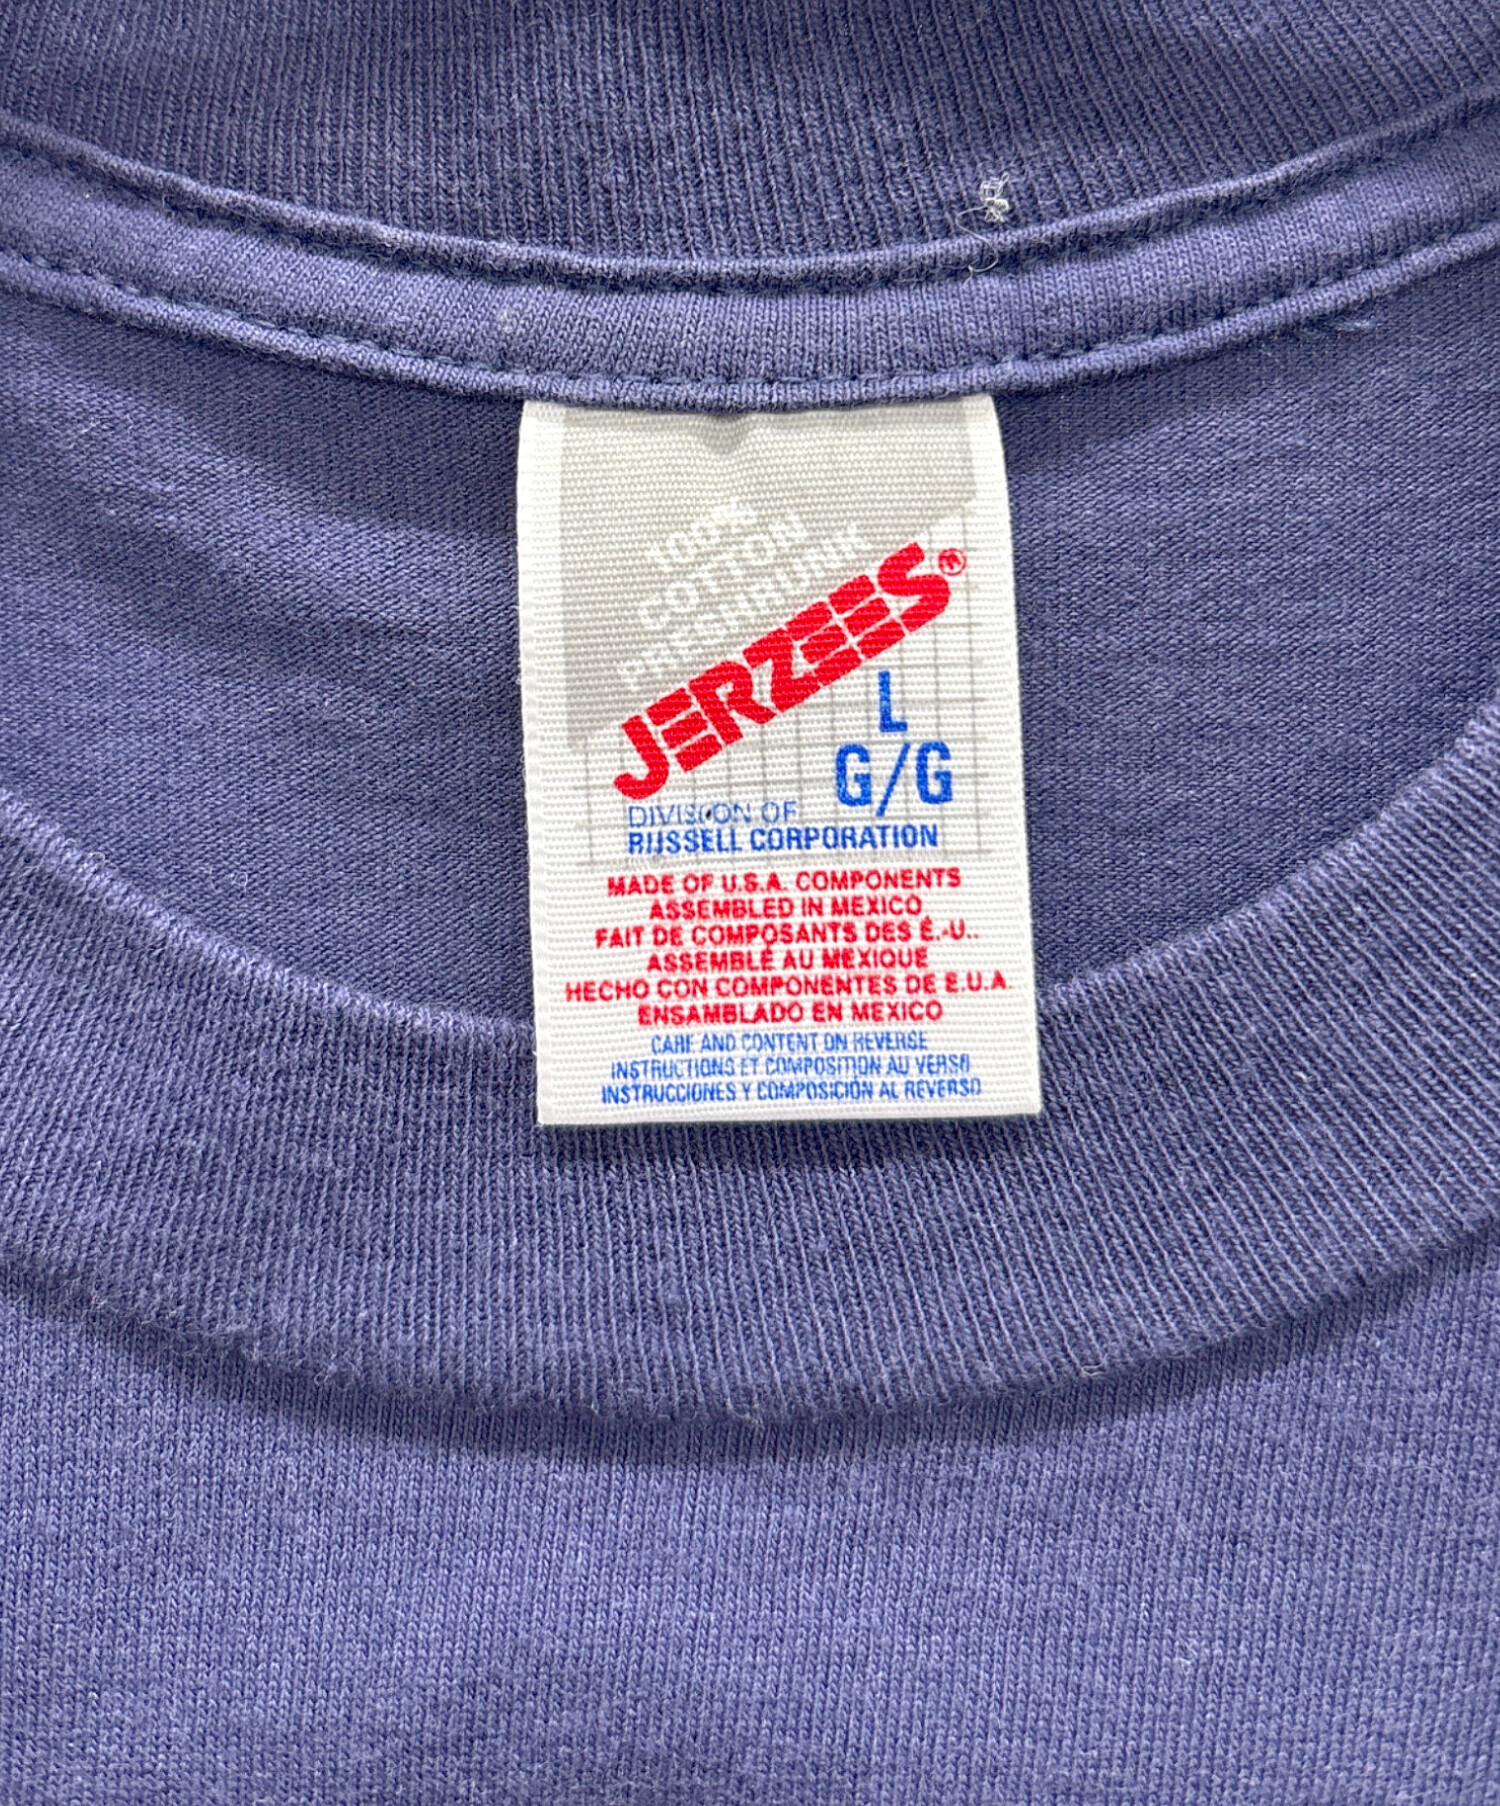 100%
COTTON
PRESHRUNK
JERZEES®
L
G/G
DIVISION OF
RUSSELL CORPORATION
MADE OF U.S.A. COMPONENTS
ASSEMBLED IN MEXICO
FAIT DE COMPOSANTS DES É.-U..
ASSEMBLÉ AU MEXIQUE
HECHO CON COMPONENTES DE E.U.A.
ENSAMBLADO EN MEXICO
CARE AND CONTENT ON REVERSE
INSTRUCTIONS ET COMPOSITION AU VERSO
INSTRUCCIONES Y COMPOSICIÓN AL REVERSO